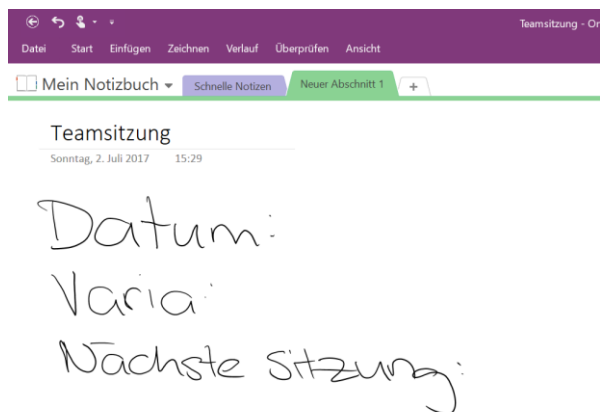 Teamsitzung - On
Datei Start Einfügen Zeichnen Verlauf Überprüfen Ansicht
Mein Notizbuch Schnelle Notizen Neuer Abschnitt 1 +
Teamsitzung
Sonntag, 2. Juli 2017 15:29
Datum:
Varia:
Nächste Sitzung: